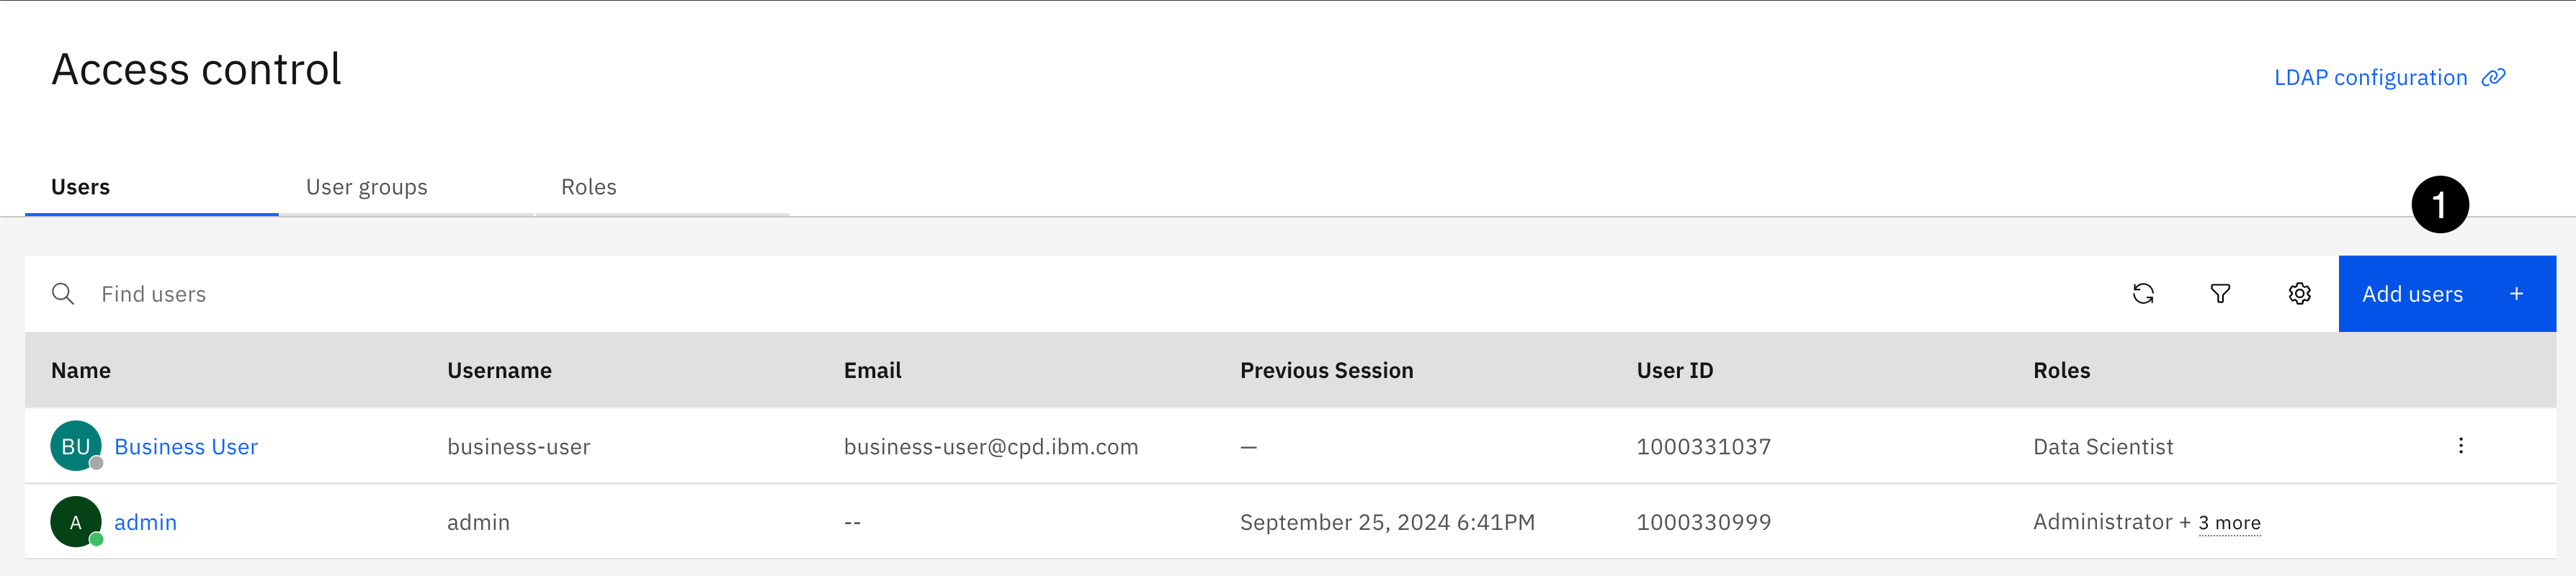 Access control
LDAP configuration
Users User groups Roles
1
Find users Add users +
Name Username Email Previous Session User ID Roles
BU Business User business-user business-user@cpd.ibm.com — 1000331037 Data Scientist
A admin admin -- September 25, 2024 6:41PM 1000330999 Administrator + 3 more